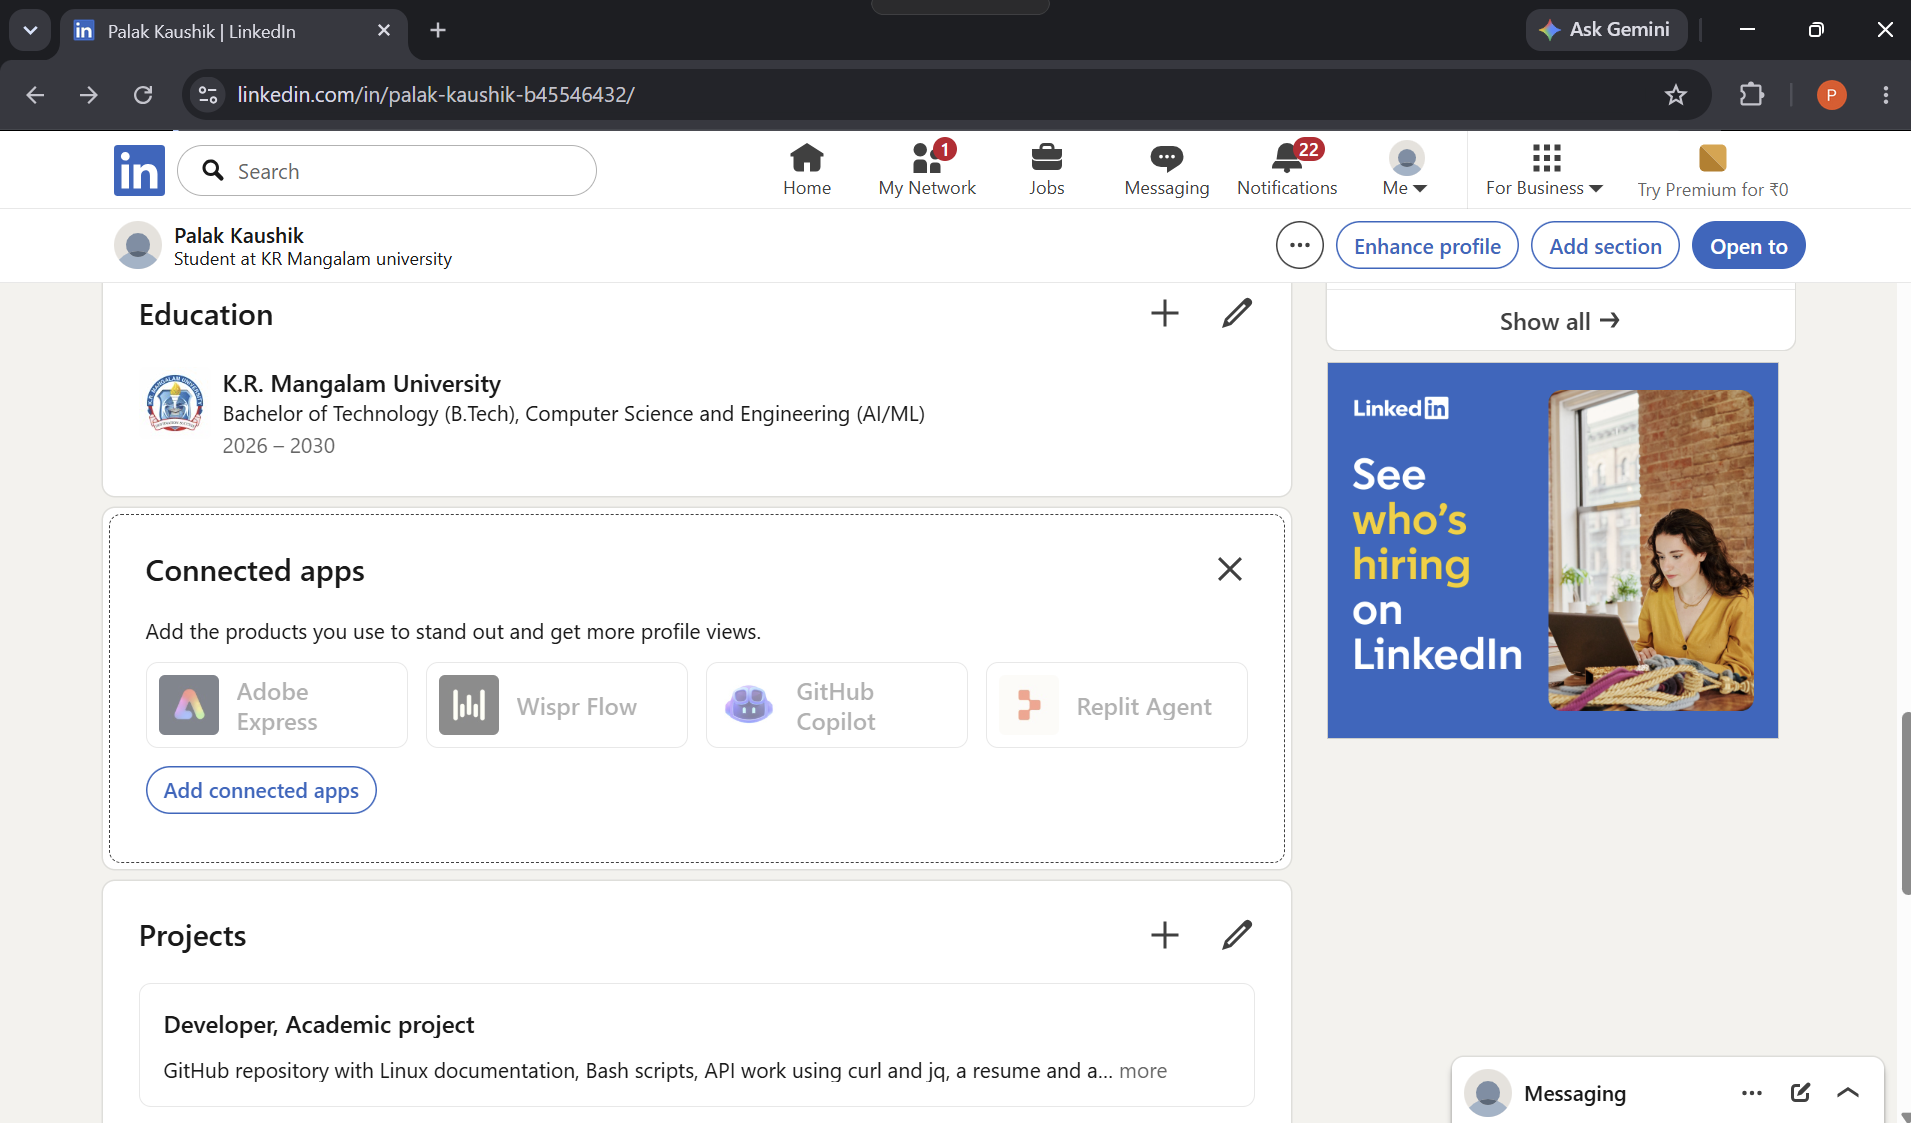 Palak Kaushik | LinkedIn
Ask Gemini
linkedin.com/in/palak-kaushik-b45546432/
P
in
Search
Home
1
My Network
Jobs
Messaging
22
Notifications
Me
For Business
Try Premium for ₹0
Palak Kaushik
Student at KR Mangalam university
Enhance profile
Add section
Open to
Education
K.R. Mangalam University
Bachelor of Technology (B.Tech), Computer Science and Engineering (AI/ML)
2026 – 2030
Show all →
LinkedIn
See
who's
hiring
on
LinkedIn
Connected apps
Add the products you use to stand out and get more profile views.
Adobe
Express
Wispr Flow
GitHub
Copilot
Replit Agent
Add connected apps
Projects
Developer, Academic project
GitHub repository with Linux documentation, Bash scripts, API work using curl and jq, a resume and a... more
Messaging